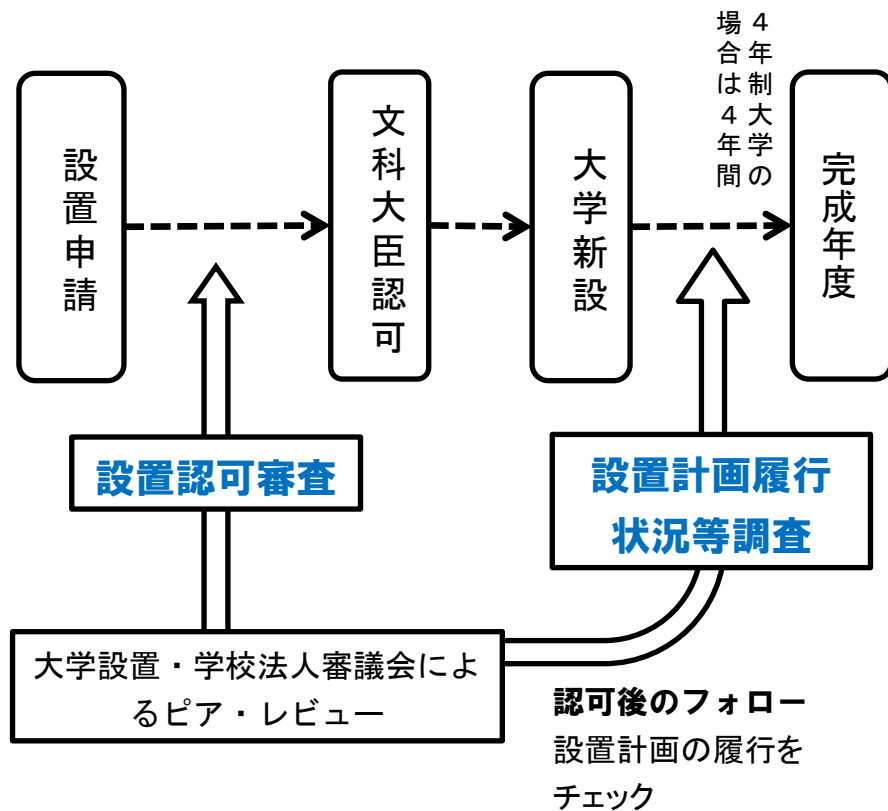 設置申請
文科大臣認可
大学新設
４年制大学の
場合は４年間
完成年度
設置認可審査
設置計画履行
状況等調査
大学設置・学校法人審議会によ
るピア・レビュー
認可後のフォロー
設置計画の履行を
チェック